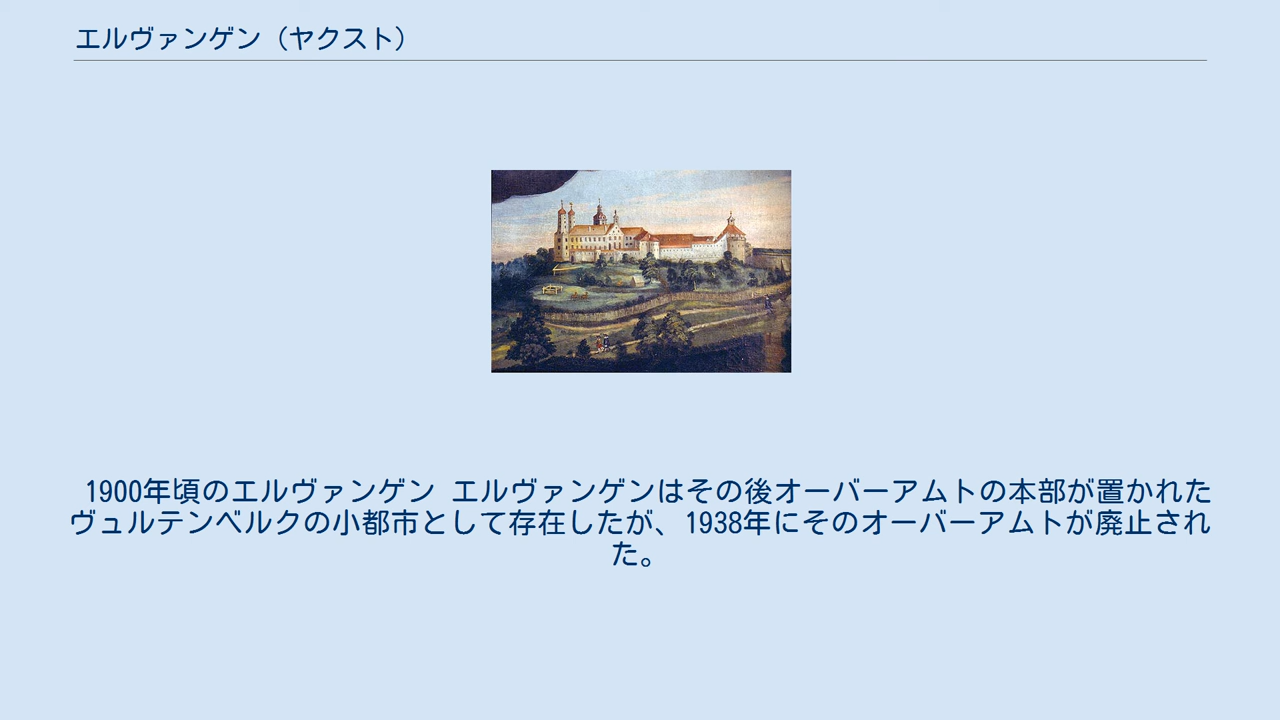 エルヴァンゲン（ヤクスト）
1900年頃のエルヴァンゲン エルヴァンゲンはその後オーバーアムトの本部が置かれた
ヴュルテンベルクの小都市として存在したが、1938年にそのオーバーアムトが廃止され
た。